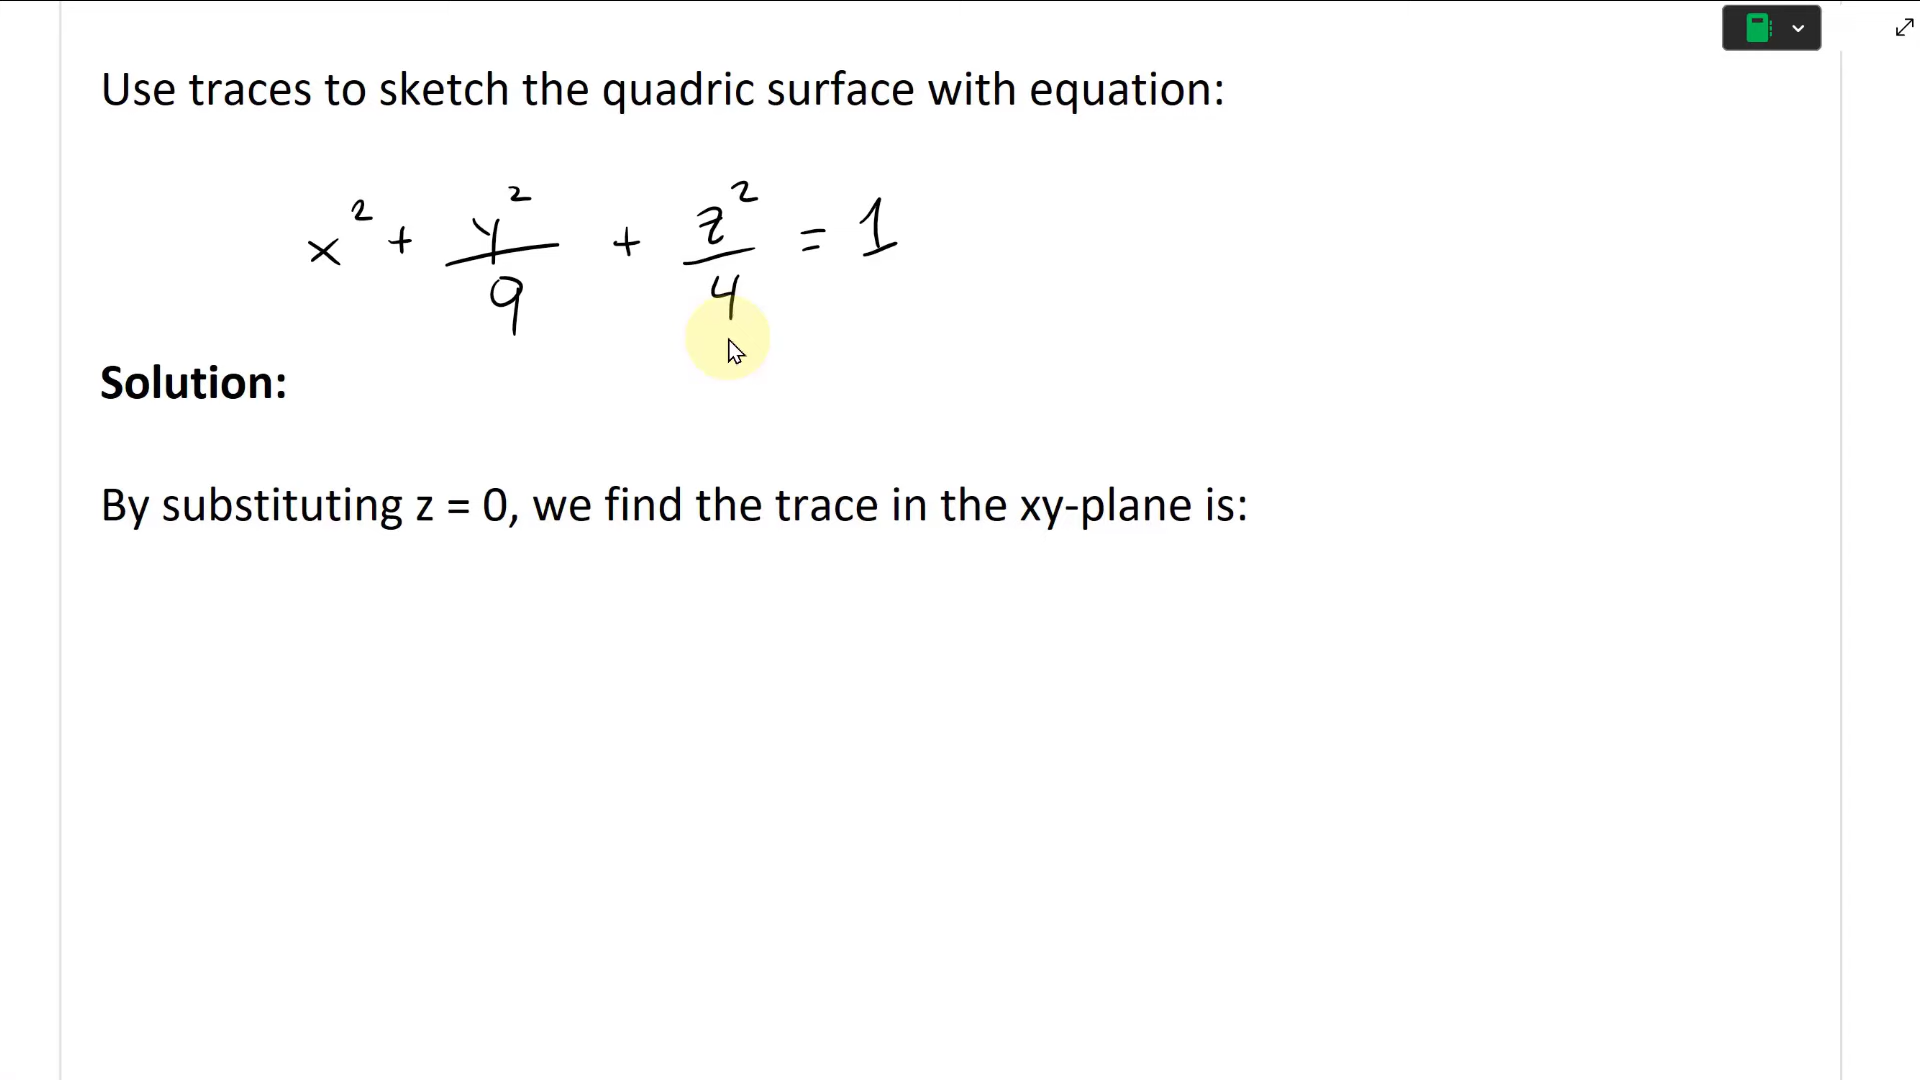 Use traces to sketch the quadric surface with equation:
x² + y²/9 + z²/4 = 1
Solution:
By substituting z = 0, we find the trace in the xy-plane is: